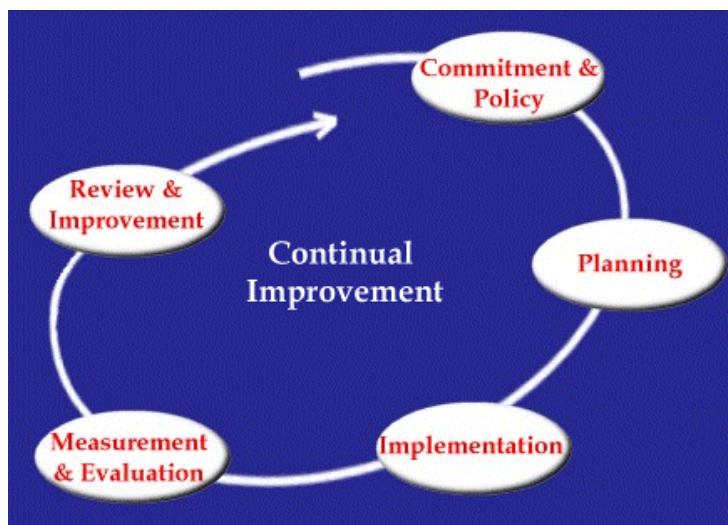 Commitment &
Policy
Planning
Implementation
Measurement
& Evaluation
Review &
Improvement
Continual
Improvement